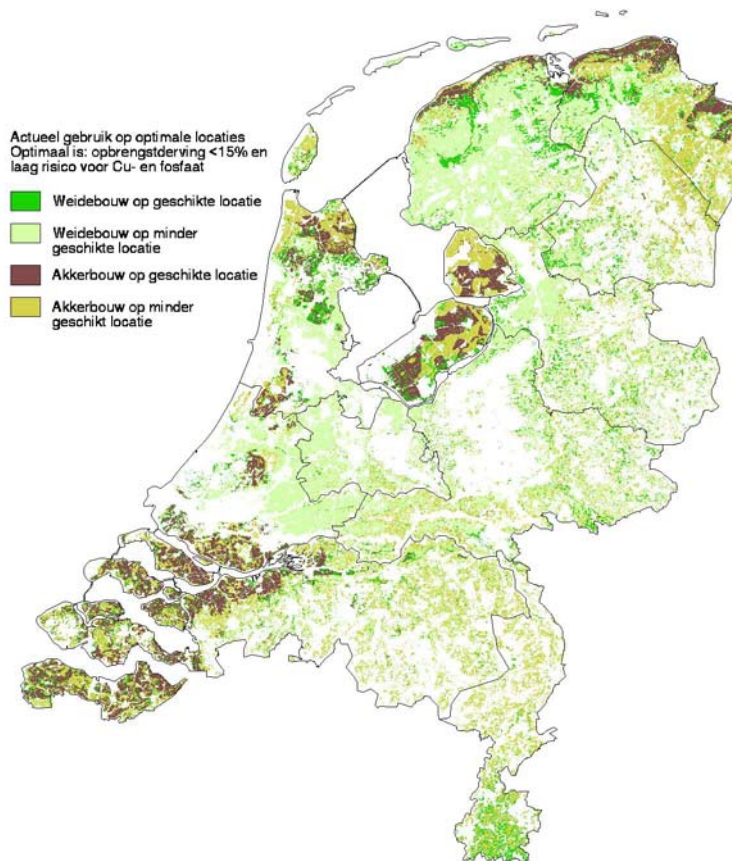 Actueel gebruik op optimale locaties
Optimaal is: opbrengstderving <15% en
laag risico voor Cu- en fosfaat
Weidebouw op geschikte locatie
Weidebouw op minder
geschikte locatie
Akkerbouw op geschikte locatie
Akkerbouw op minder
geschikt locatie